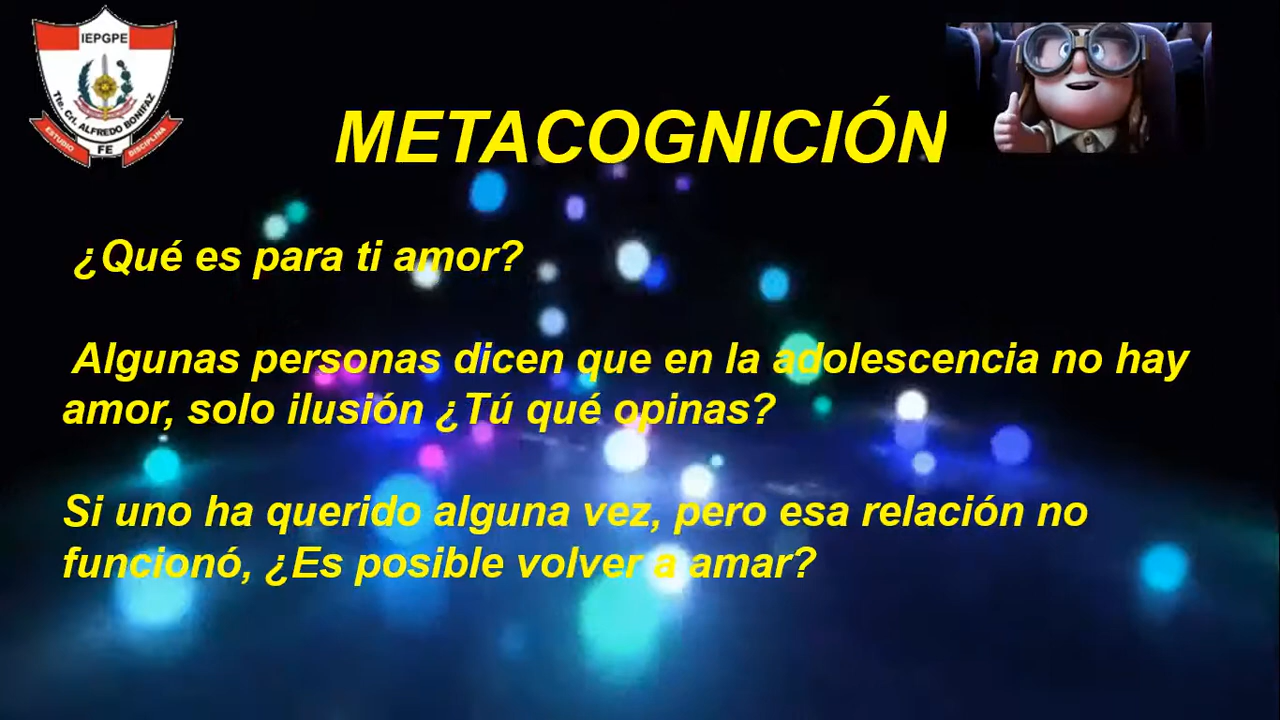 IEPGPE
Tte. Crl. ALFREDO BONIFAZ
ESTUDIO
FE
DISCIPLINA
METACOGNICIÓN
¿Qué es para ti amor?
Algunas personas dicen que en la adolescencia no hay
amor, solo ilusión ¿Tú qué opinas?
Si uno ha querido alguna vez, pero esa relación no
funcionó, ¿Es posible volver a amar?